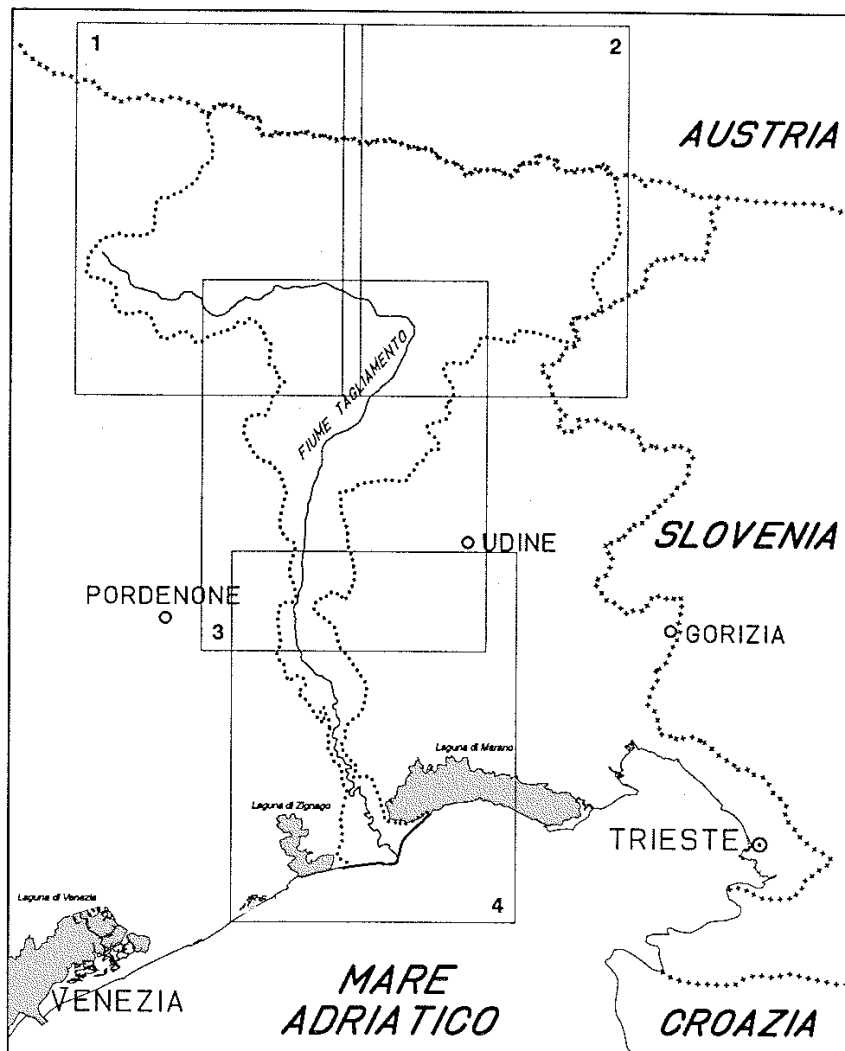 1
2
AUSTRIA
FIUME TAGLIAMENTO
UDINE
SLOVENIA
PORDENONE
3
GORIZIA
Laguna di Marano
Laguna di Zignago
TRIESTE
Laguna di Venezia
4
VENEZIA
MARE
ADRIATICO
CROAZIA